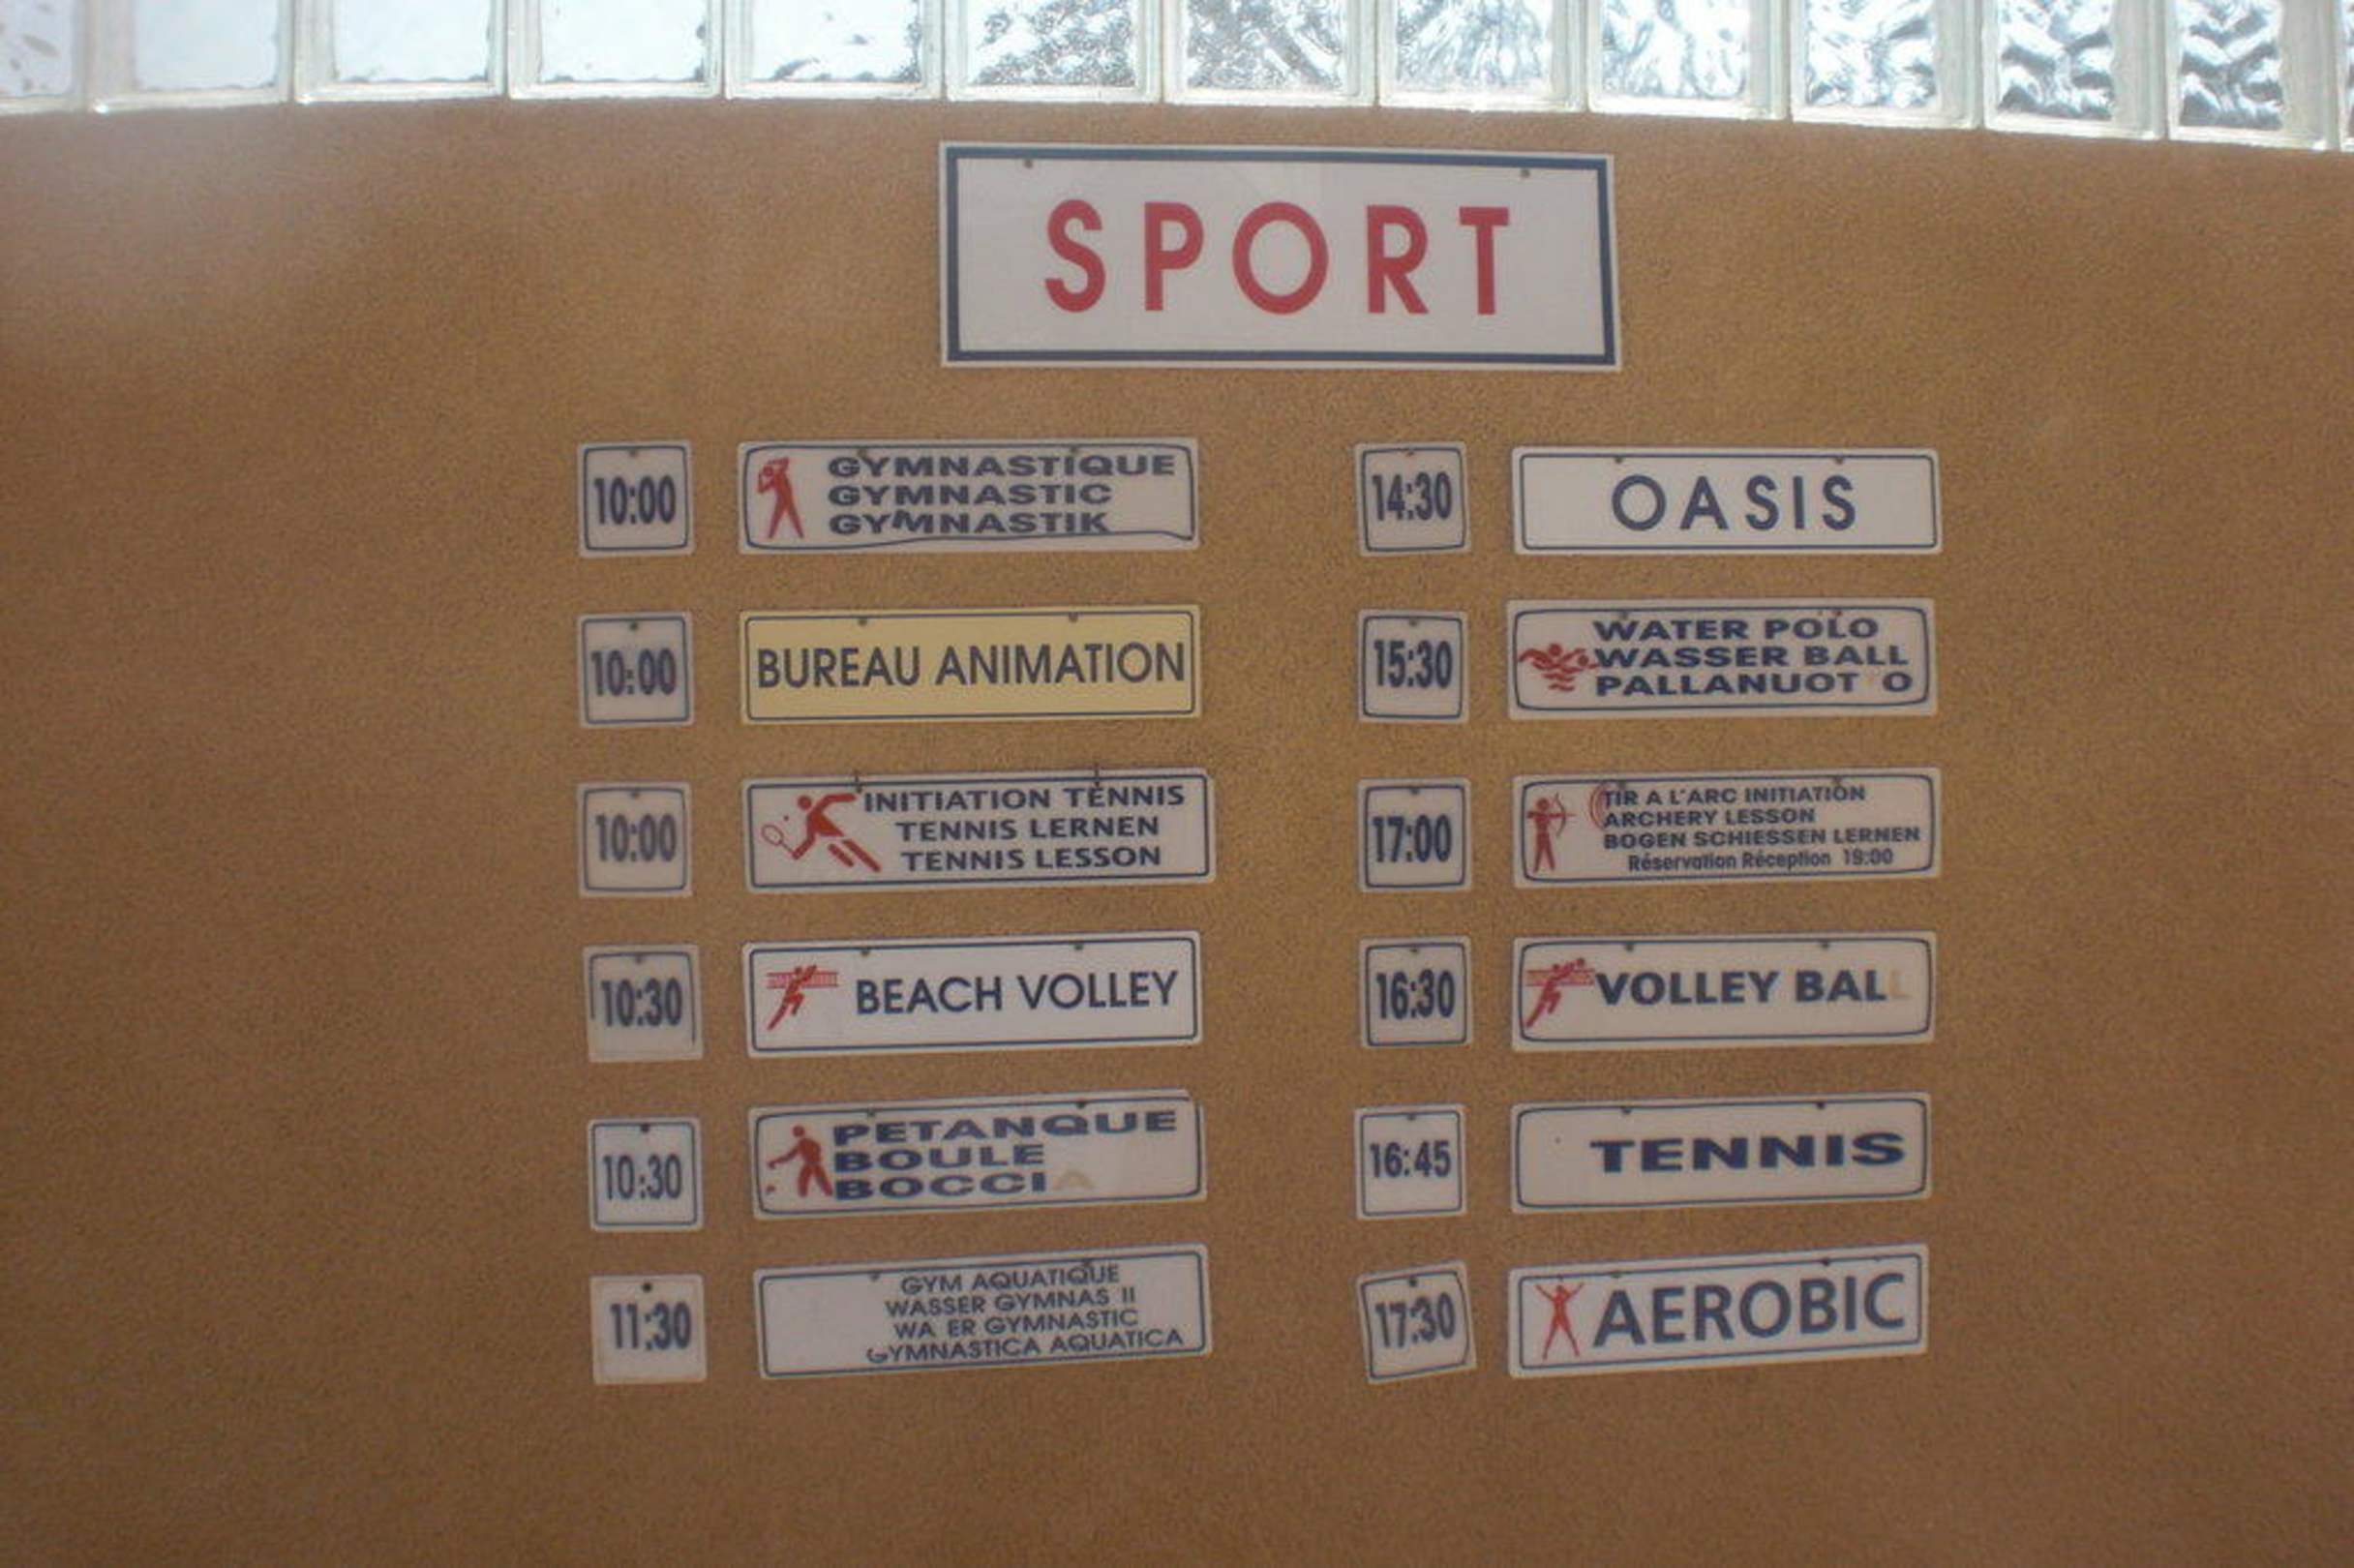 SPORT
10:00
GYMNASTIQUE
GYMNASTIC
GYMNASTIK
10:00
BUREAU ANIMATION
10:00
INITIATION TENNIS
TENNIS LERNEN
TENNIS LESSON
10:30
BEACH VOLLEY
10:30
PETANQUE
BOULE
BOCCIA
11:30
GYM AQUATIQUE
WASSER GYMNAS II
WA ER GYMNASTIC
GYMNASTICA AQUATICA
14:30
OASIS
15:30
WATER POLO
WASSER BALL
PALLANUOT O
17:00
TIR A L'ARC INITIATION
ARCHERY LESSON
BOGEN SCHIESSEN LERNEN
Réservation Réception 19:00
16:30
VOLLEY BALL
16:45
TENNIS
17:30
AEROBIC